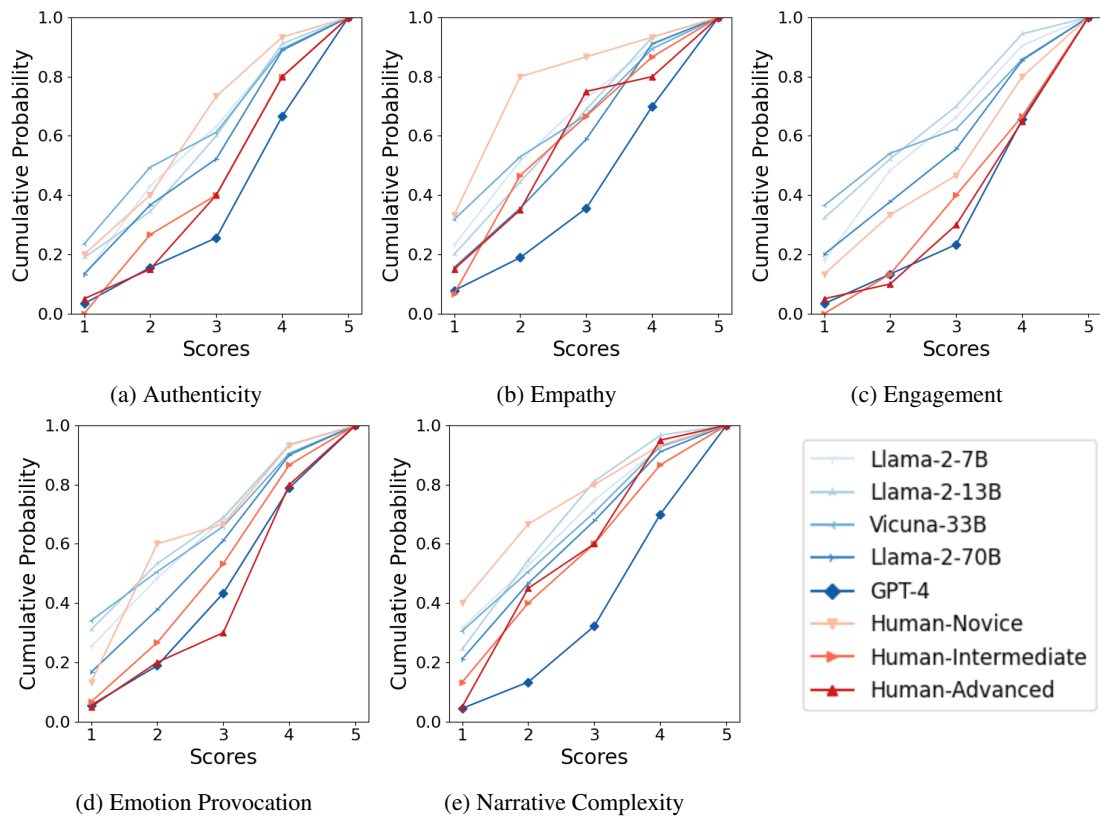 1.0
0.8
0.6
0.4
0.2
0.0
Cumulative Probability
1 2 3 4 5
Scores
(a) Authenticity
1.0
0.8
0.6
0.4
0.2
0.0
Cumulative Probability
1 2 3 4 5
Scores
(b) Empathy
1.0
0.8
0.6
0.4
0.2
0.0
Cumulative Probability
1 2 3 4 5
Scores
(c) Engagement
1.0
0.8
0.6
0.4
0.2
0.0
Cumulative Probability
1 2 3 4 5
Scores
(d) Emotion Provocation
1.0
0.8
0.6
0.4
0.2
0.0
Cumulative Probability
1 2 3 4 5
Scores
(e) Narrative Complexity
Llama-2-7B
Llama-2-13B
Vicuna-33B
Llama-2-70B
GPT-4
Human-Novice
Human-Intermediate
Human-Advanced